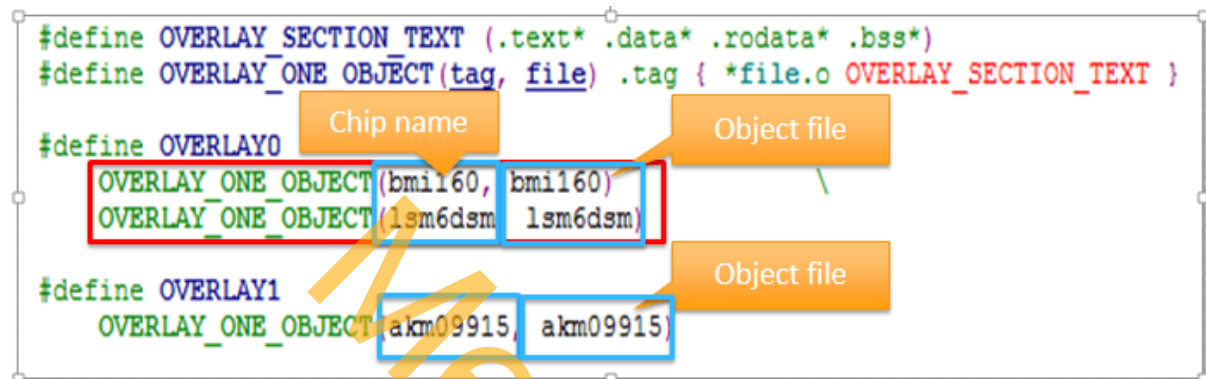 #define OVERLAY_SECTION_TEXT (.text* .data* .rodata* .bss*)
#define OVERLAY_ONE_OBJECT(tag, file) .tag { *file.o OVERLAY_SECTION_TEXT }
Chip name
Object file
#define OVERLAY0
OVERLAY_ONE_OBJECT(bmi160, bmi160) \
OVERLAY_ONE_OBJECT(lsm6dsm lsm6dsm)
Object file
#define OVERLAY1
OVERLAY_ONE_OBJECT(akm09915, akm09915)